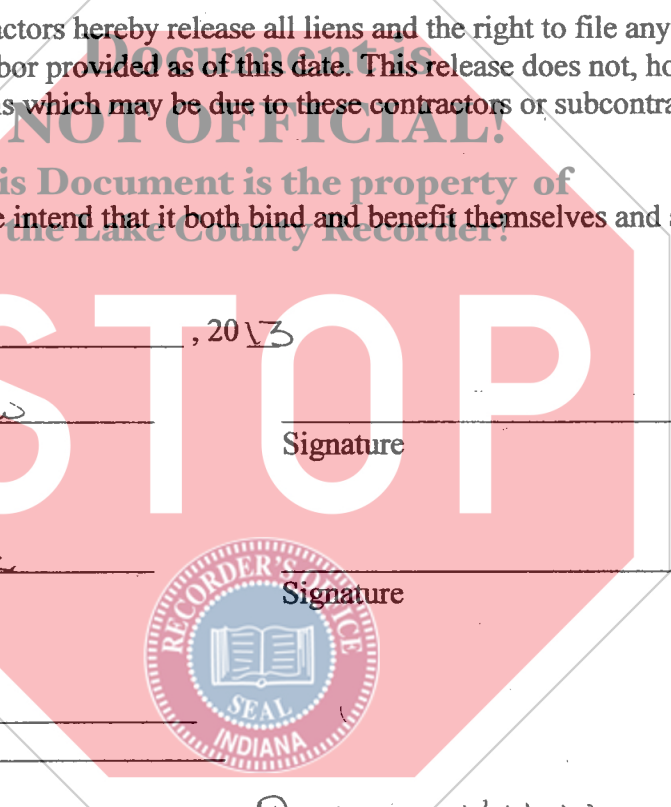 actors hereby release all liens and the right to file any
Document is
bor provided as of this date. This release does not, ho
s which may be due to these contractors or subcontra
NOT OFFICIAL!
is Document is the property of
e intend that it both bind and benefit themselves and
the Lake County Recorder!
, 2013
STOP
Signature
Signature
RECORDER'S OFFICE
SEAL
INDIANA